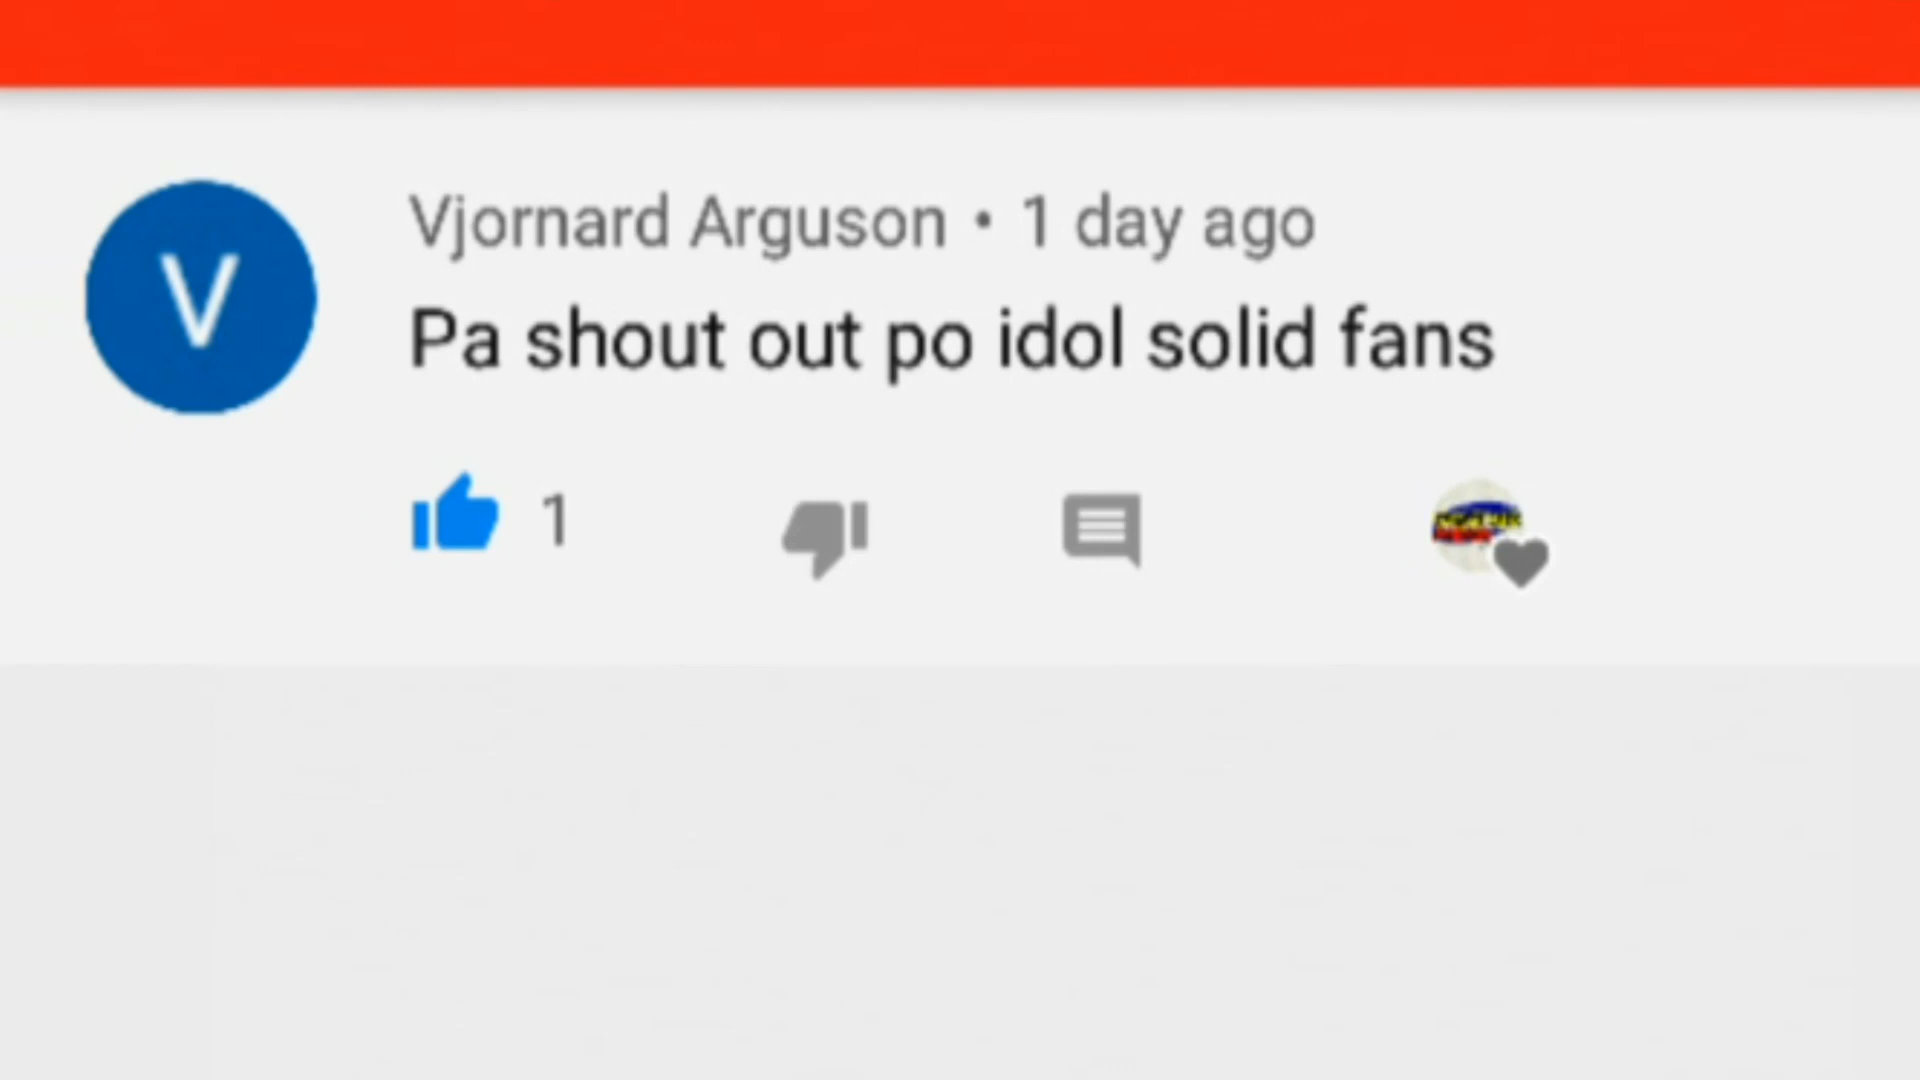 V
Vjornard Arguson • 1 day ago
Pa shout out po idol solid fans
1